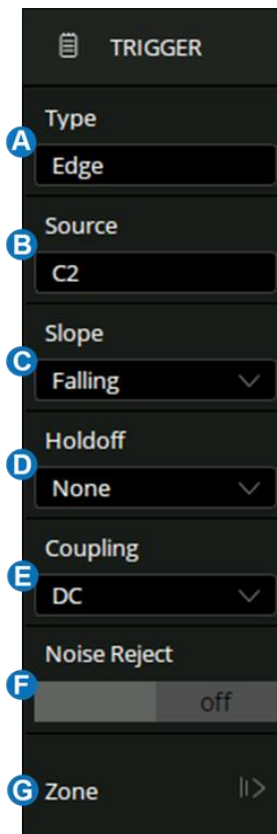 TRIGGER
Type
A
Edge
Source
B
C2
Slope
C
Falling
Holdoff
D
None
Coupling
E
DC
Noise Reject
F
off
G Zone